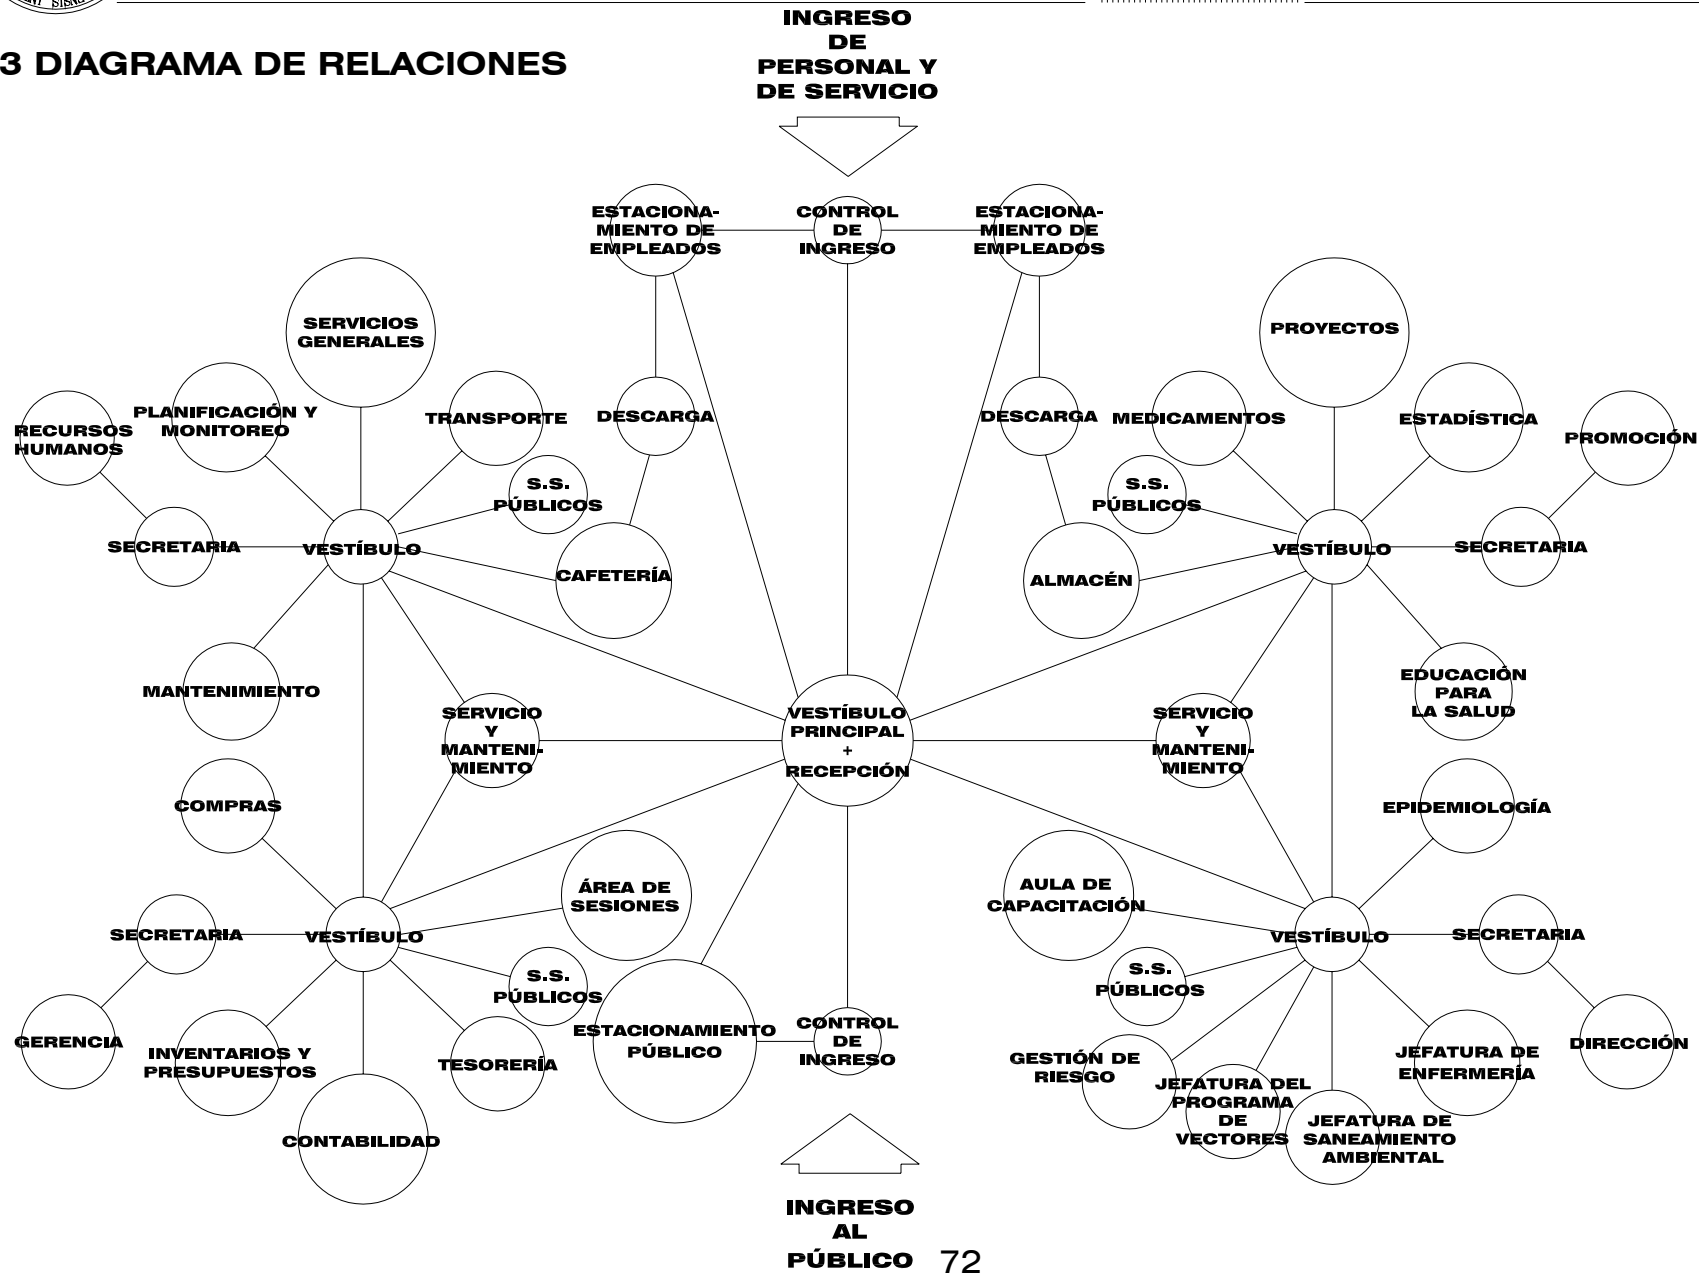 INGRESO
DE
PERSONAL Y
DE SERVICIO
3 DIAGRAMA DE RELACIONES
ESTACIONA-
MIENTO DE
EMPLEADOS
CONTROL
DE
INGRESO
ESTACIONA-
MIENTO DE
EMPLEADOS
SERVICIOS
GENERALES
PROYECTOS
PLANIFICACIÓN Y
MONITOREO
RECURSOS
HUMANOS
TRANSPORTE
DESCARGA
DESCARGA
MEDICAMENTOS
ESTADÍSTICA
PROMOCIÓN
S.S.
PÚBLICOS
S.S.
PÚBLICOS
SECRETARIA
VESTÍBULO
CAFETERÍA
ALMACÉN
VESTÍBULO
SECRETARIA
MANTENIMIENTO
SERVICIO
Y
MANTENI-
MIENTO
VESTÍBULO
PRINCIPAL
+
RECEPCIÓN
SERVICIO
Y
MANTENI-
MIENTO
EDUCACIÓN
PARA
LA SALUD
COMPRAS
EPIDEMIOLOGÍA
ÁREA DE
SESIONES
AULA DE
CAPACITACIÓN
SECRETARIA
VESTÍBULO
VESTÍBULO
SECRETARIA
S.S.
PÚBLICOS
S.S.
PÚBLICOS
GERENCIA
INVENTARIOS Y
PRESUPUESTOS
TESORERÍA
ESTACIONAMIENTO
PÚBLICO
CONTROL
DE
INGRESO
GESTIÓN DE
RIESGO
JEFATURA DE
ENFERMERÍA
DIRECCIÓN
CONTABILIDAD
JEFATURA DEL
PROGRAMA
DE
VECTORES
JEFATURA DE
SANEAMIENTO
AMBIENTAL
INGRESO
AL
PÚBLICO
72